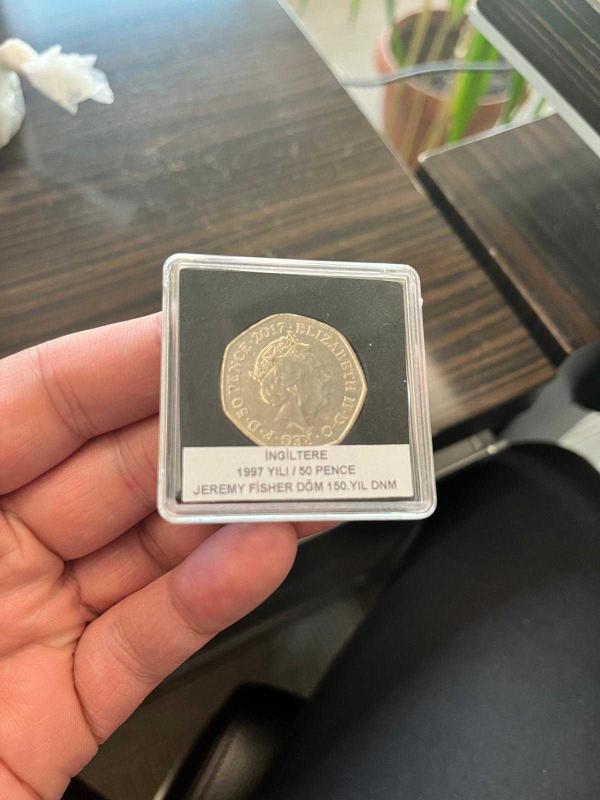 50 PENCE·2017·ELIZABETH II·D·G·REG·F·D·
İNGİLTERE
1997 YILI / 50 PENCE
JEREMY FİSHER DĞM 150.YIL DNM